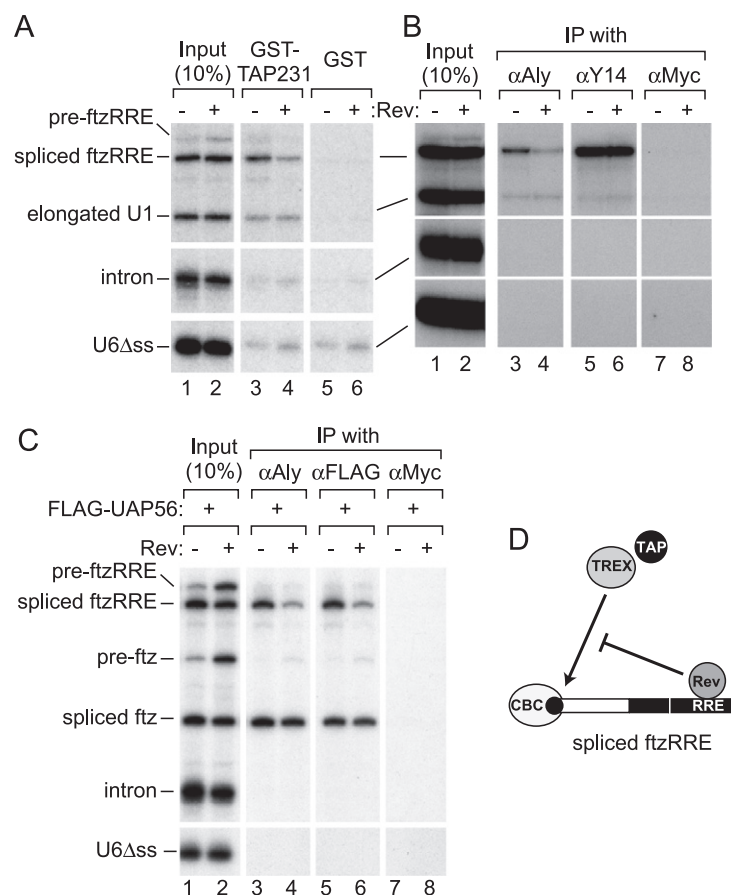 A
Input
(10%)
GST-
TAP231
GST
- + - + - + :Rev:
pre-ftzRRE
spliced ftzRRE
elongated U1
intron
U6Δss
1 2 3 4 5 6
B
Input
(10%)
IP with
αAly αY14 αMyc
- + - + - + - +
1 2 3 4 5 6 7 8
C
Input
(10%)
IP with
αAly αFLAG αMyc
FLAG-UAP56: + + + +
Rev: - + - + - + - +
pre-ftzRRE
spliced ftzRRE
pre-ftz
spliced ftz
intron
U6Δss
1 2 3 4 5 6 7 8
D
TAP
TREX
Rev
CBC
RRE
spliced ftzRRE